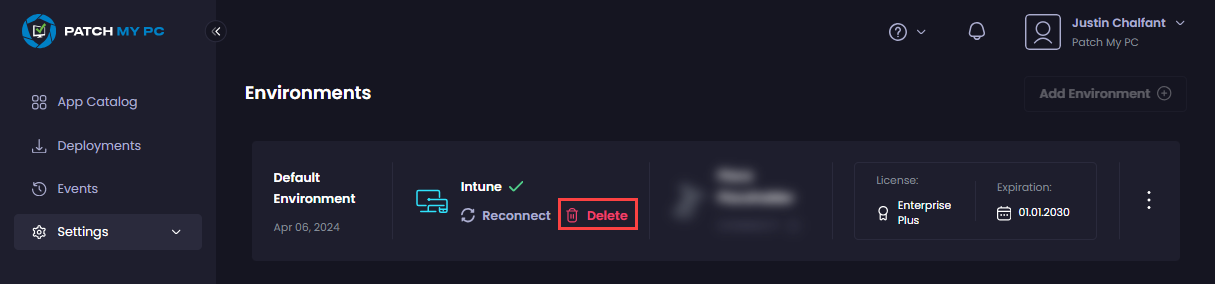 PATCH MY PC
Justin Chalfant
Patch My PC
App Catalog
Deployments
Events
Settings
Environments
Add Environment
Default
Environment
Apr 06, 2024
Intune
Reconnect
Delete
License:
Enterprise
Plus
Expiration:
01.01.2030